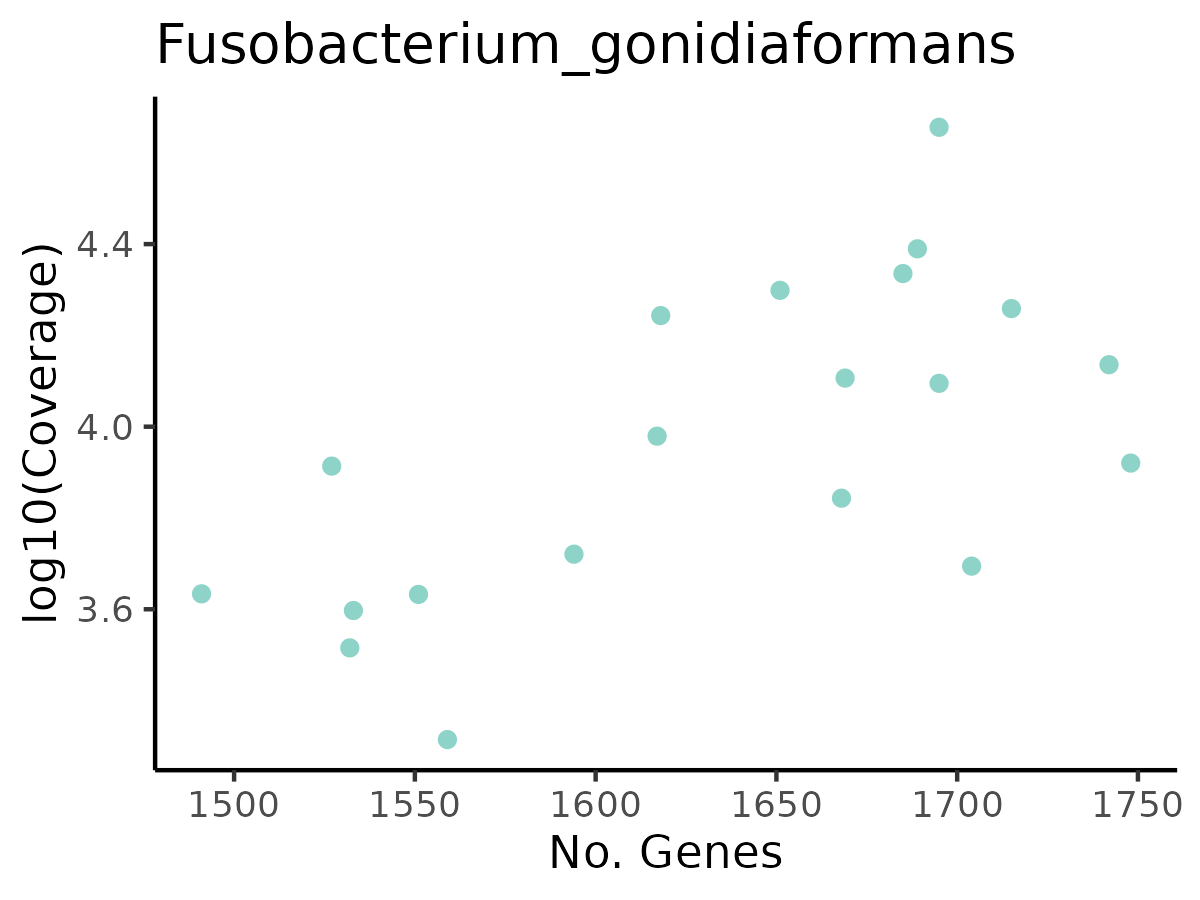 Fusobacterium_gonidiaformans
log10(Coverage)
4.4
4.0
3.6
1500 1550 1600 1650 1700 1750
No. Genes